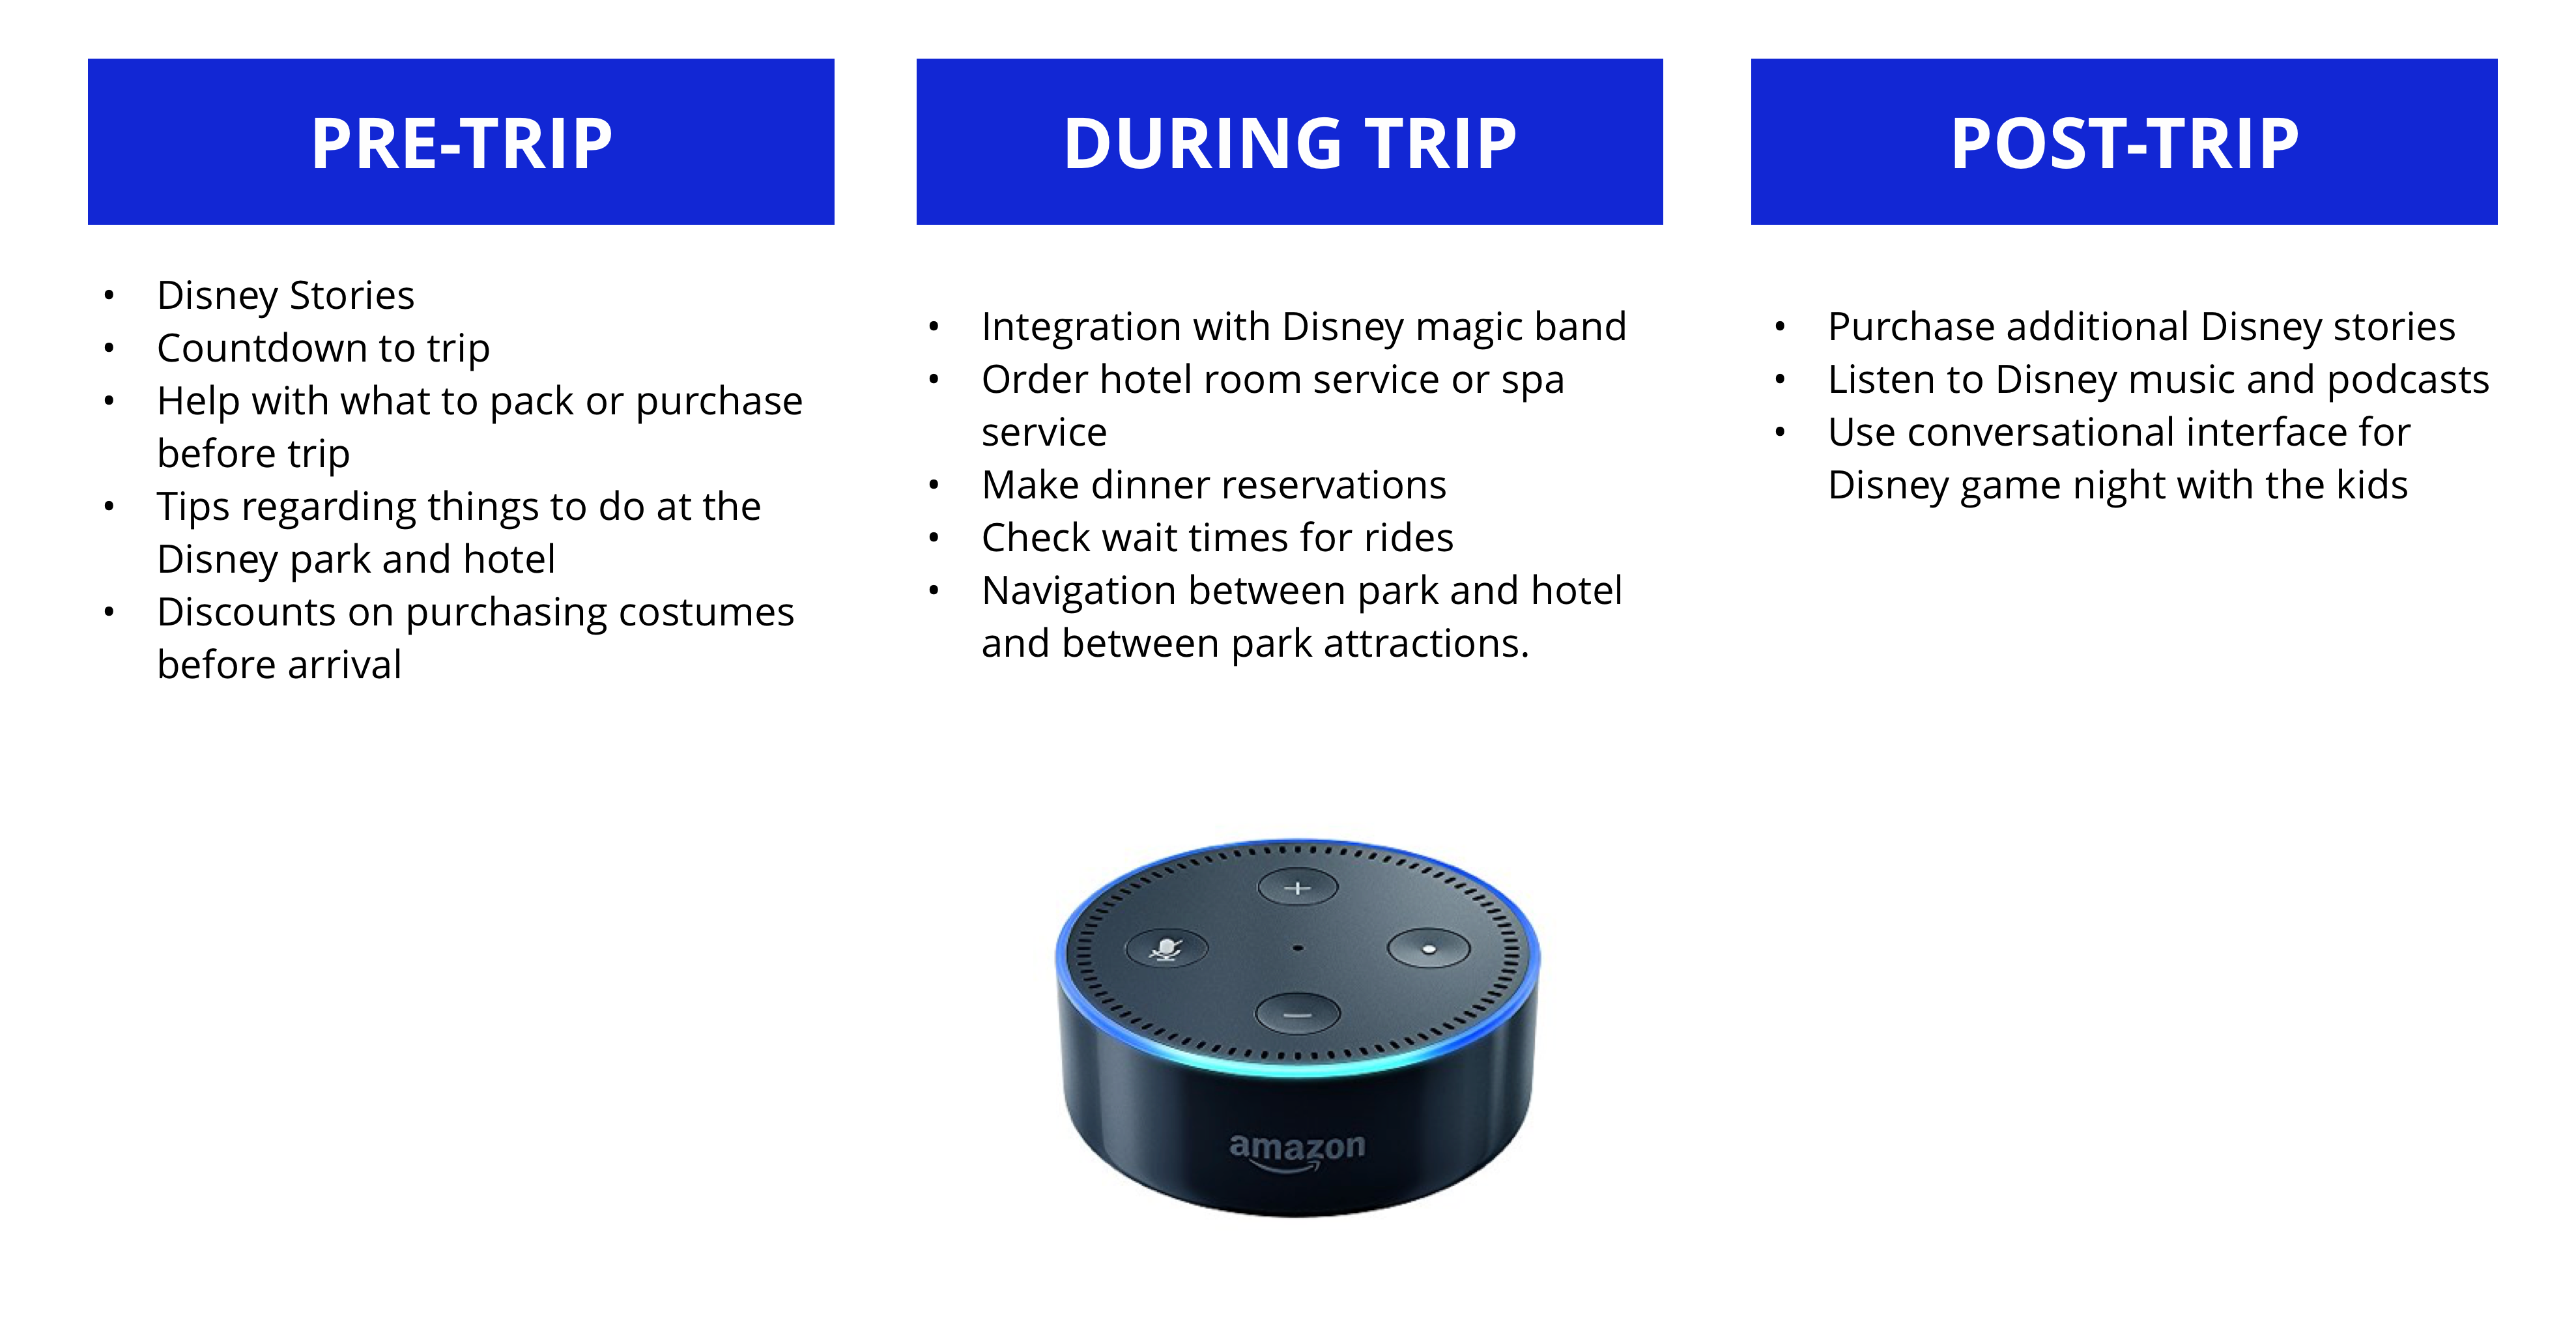 PRE-TRIP
• Disney Stories
• Countdown to trip
• Help with what to pack or purchase
before trip
• Tips regarding things to do at the
Disney park and hotel
• Discounts on purchasing costumes
before arrival
DURING TRIP
• Integration with Disney magic band
• Order hotel room service or spa
service
• Make dinner reservations
• Check wait times for rides
• Navigation between park and hotel
and between park attractions.
POST-TRIP
• Purchase additional Disney stories
• Listen to Disney music and podcasts
• Use conversational interface for
Disney game night with the kids
amazon